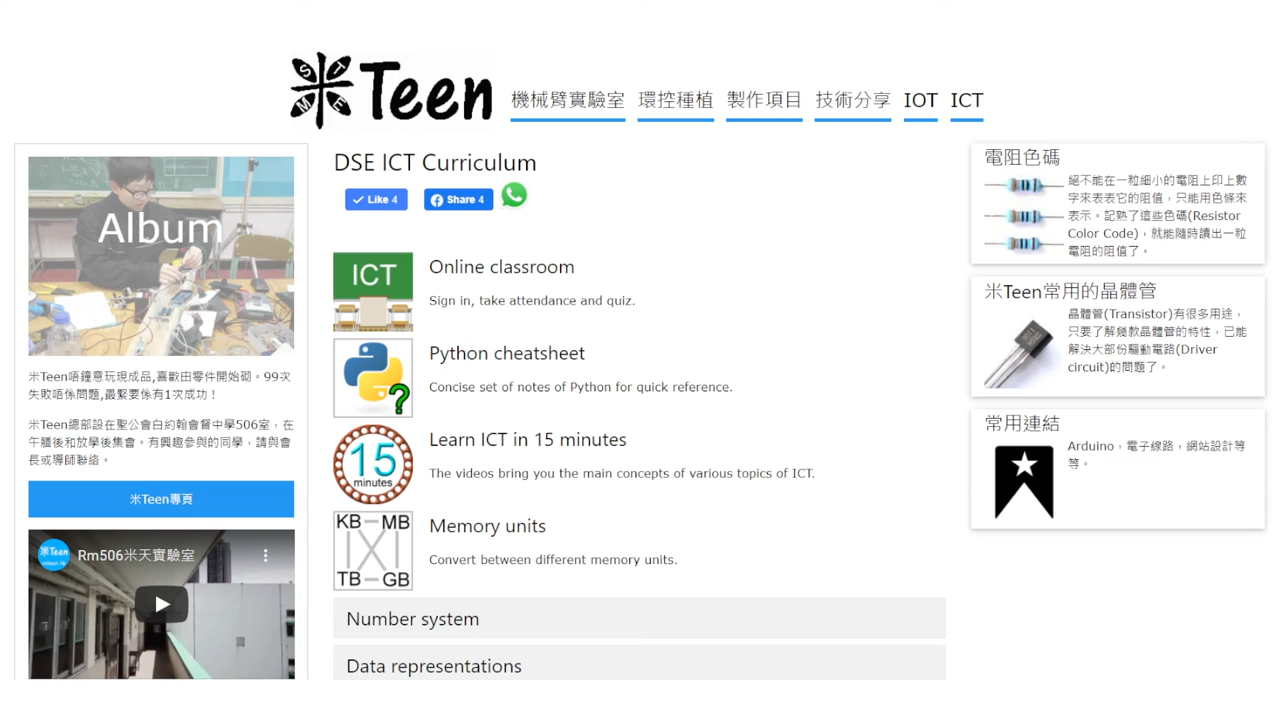 米Teen
S T M E
機械臂實驗室 環控種植 製作項目 技術分享 IOT ICT
Album
米Teen唔鐘意玩現成品,喜歡由零件開始砌。99次
失敗唔係問題,最緊要係有1次成功！
米Teen總部設在聖公會白約翰會督中學506室，在
午膳後和放學後集會。有興趣參與的同學，請與會
長或導師聯絡。
米Teen專頁
米Teen
Rm506米天實驗室
DSE ICT Curriculum
Like 4
Share 4
ICT
Online classroom
Sign in, take attendance and quiz.
?
Python cheatsheet
Concise set of notes of Python for quick reference.
15
minutes
Learn ICT in 15 minutes
The videos bring you the main concepts of various topics of ICT.
KB MB
TB GB
Memory units
Convert between different memory units.
Number system
Data representations
電阻色碼
絕不能在一粒細小的電阻上印上數
字來表表它的阻值，只能用色條來
表示。記熟了這些色碼(Resistor
Color Code)，就能隨時讀出一粒
電阻的阻值了。
米Teen常用的晶體管
晶體管(Transistor)有很多用途，
只要了解幾款晶體管的特性，已能
解決大部份驅動電路(Driver
circuit)的問題了。
常用連結
Arduino，電子線路，網站設計等
等。